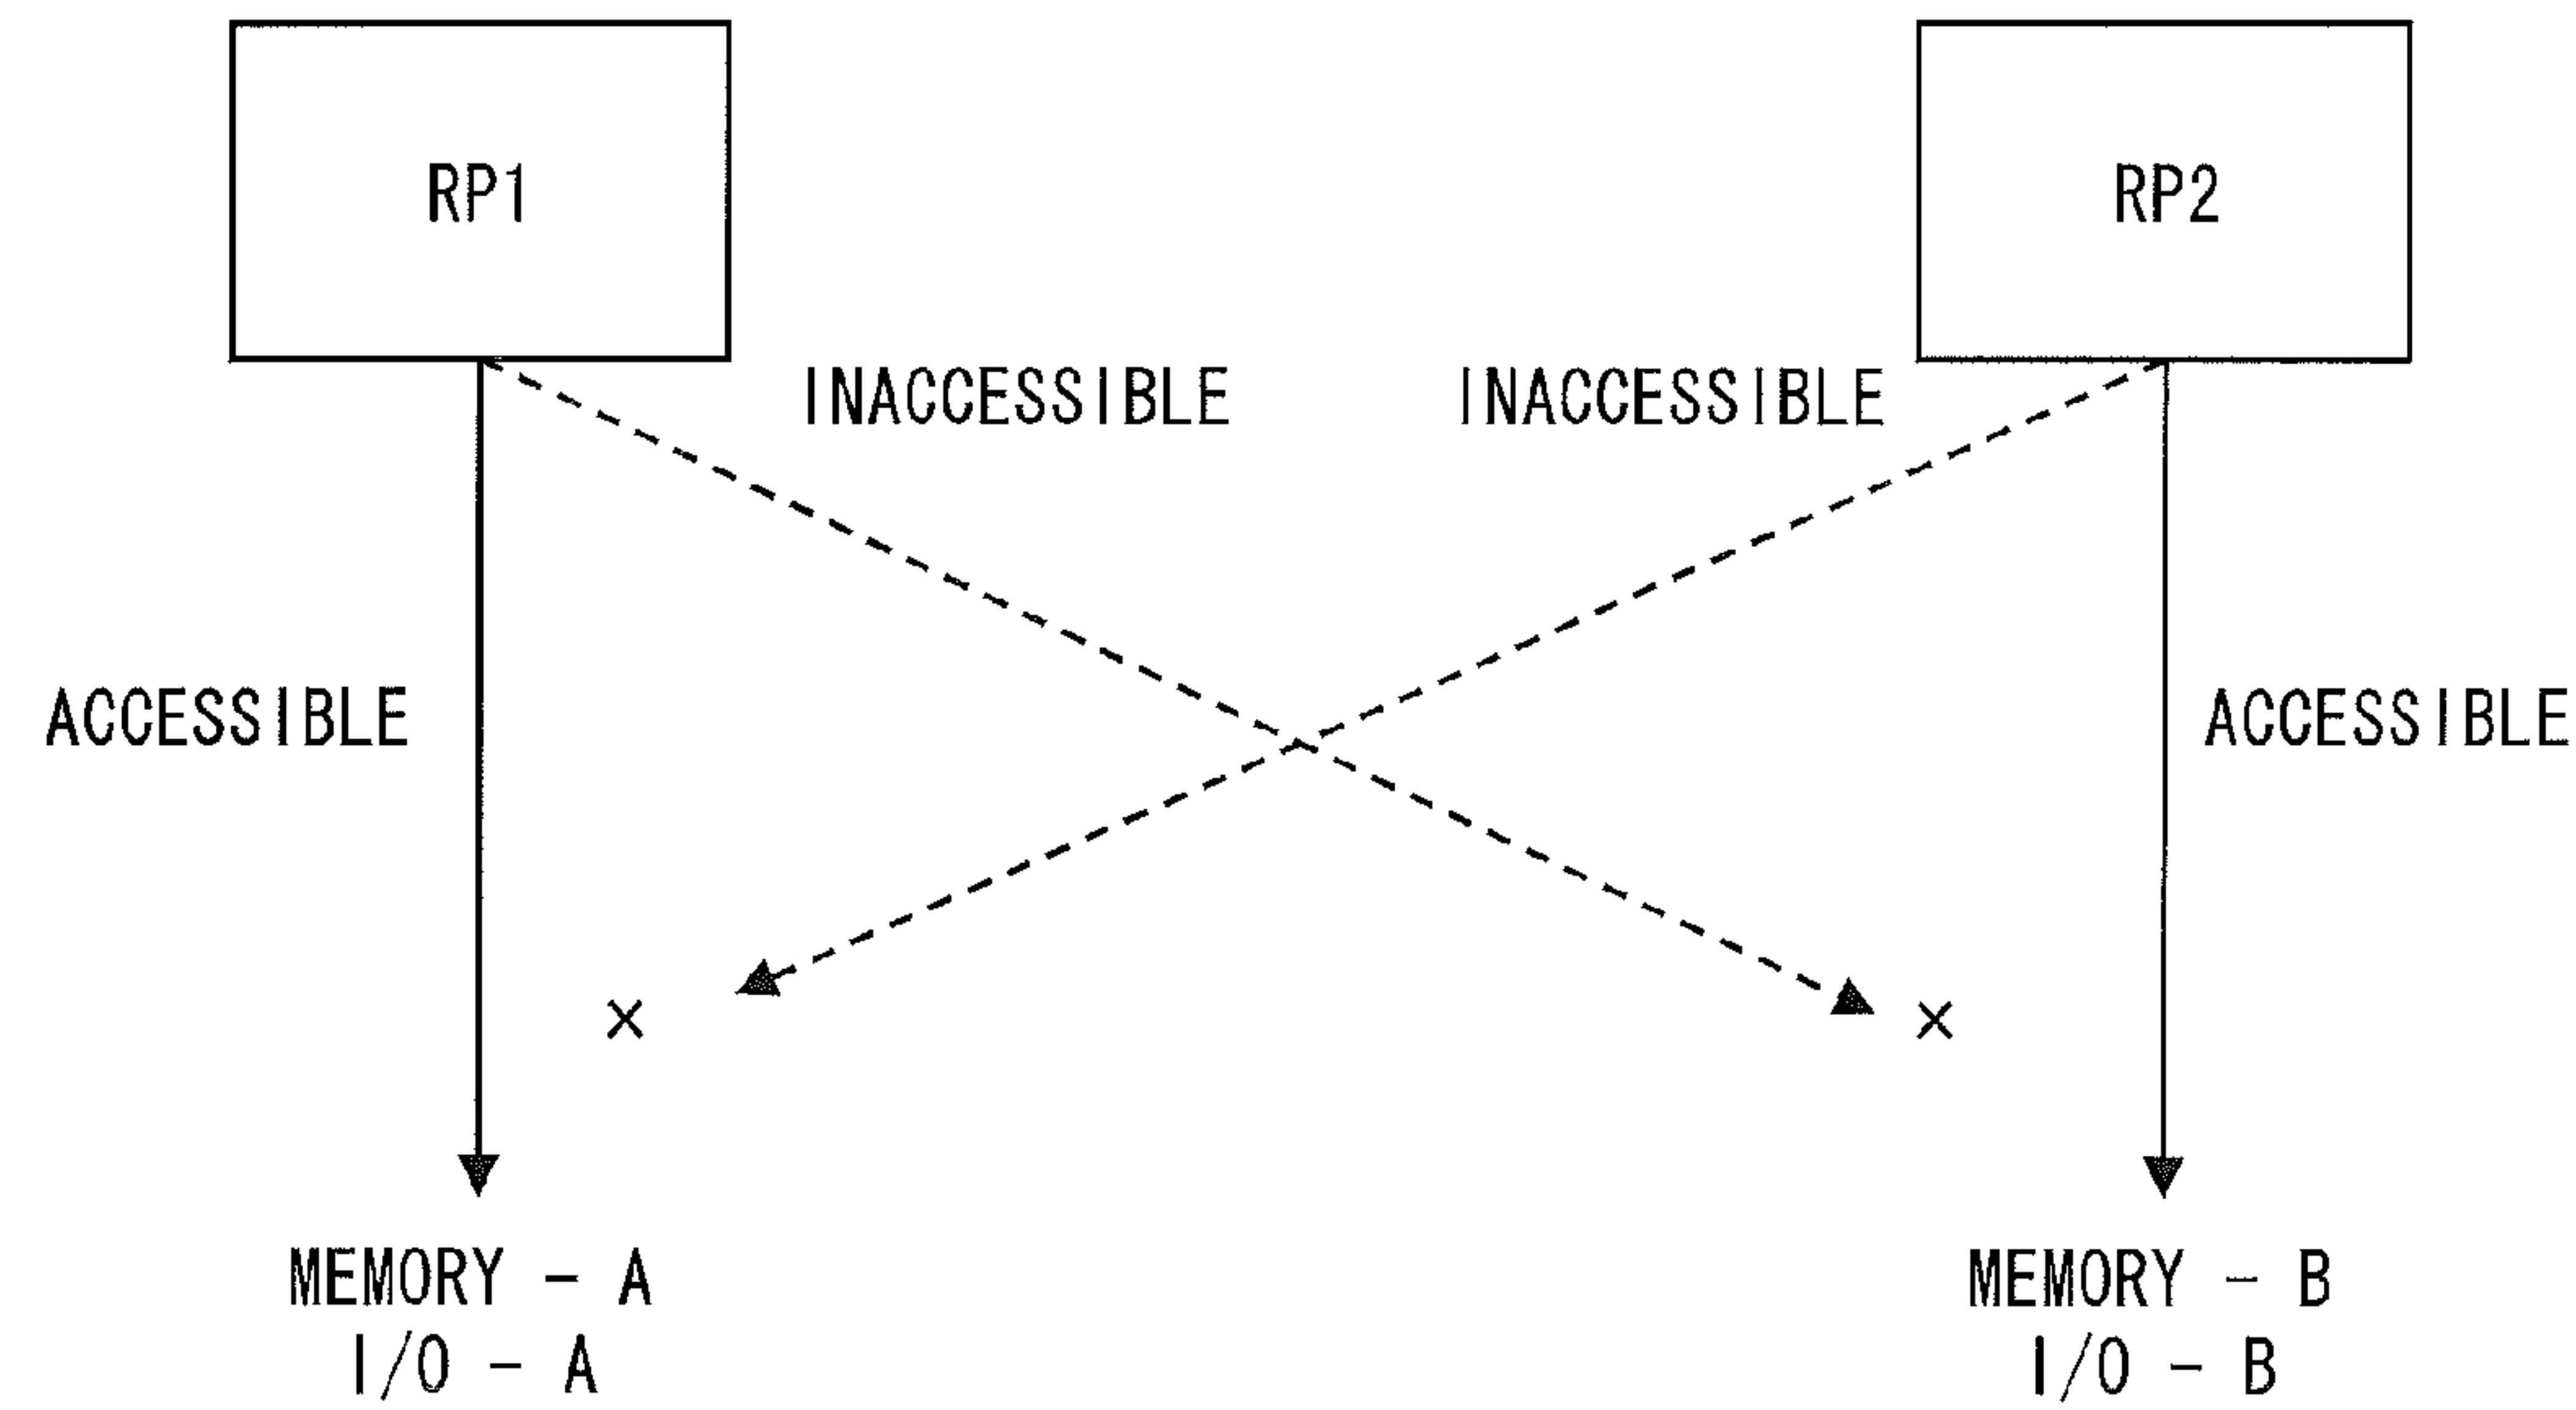 RP1
RP2
INACCESSIBLE
INACCESSIBLE
ACCESSIBLE
ACCESSIBLE
×
×
MEMORY - A
I/O - A
MEMORY - B
I/O - B